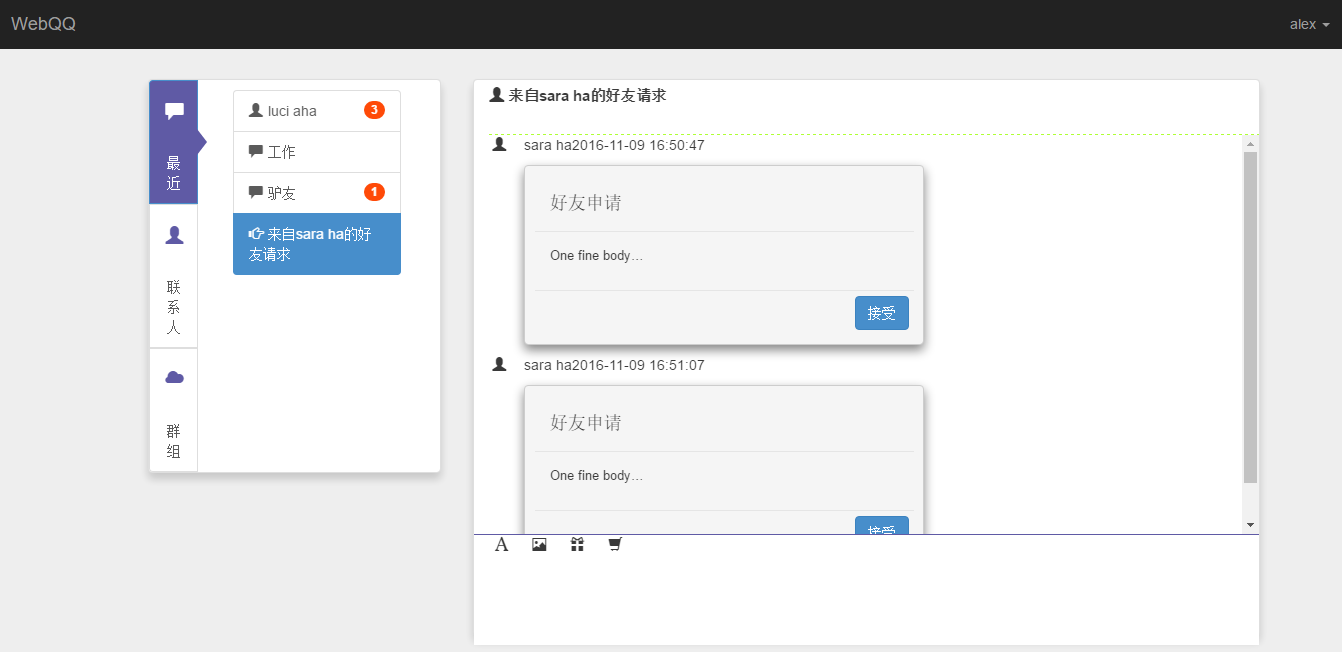 WebQQ
alex
最
近
联
系
人
群
组
luci aha
3
工作
驴友
1
来自sara ha的好
友请求
来自sara ha的好友请求
sara ha2016-11-09 16:50:47
好友申请
One fine body…
接受
sara ha2016-11-09 16:51:07
好友申请
One fine body…
接受
A